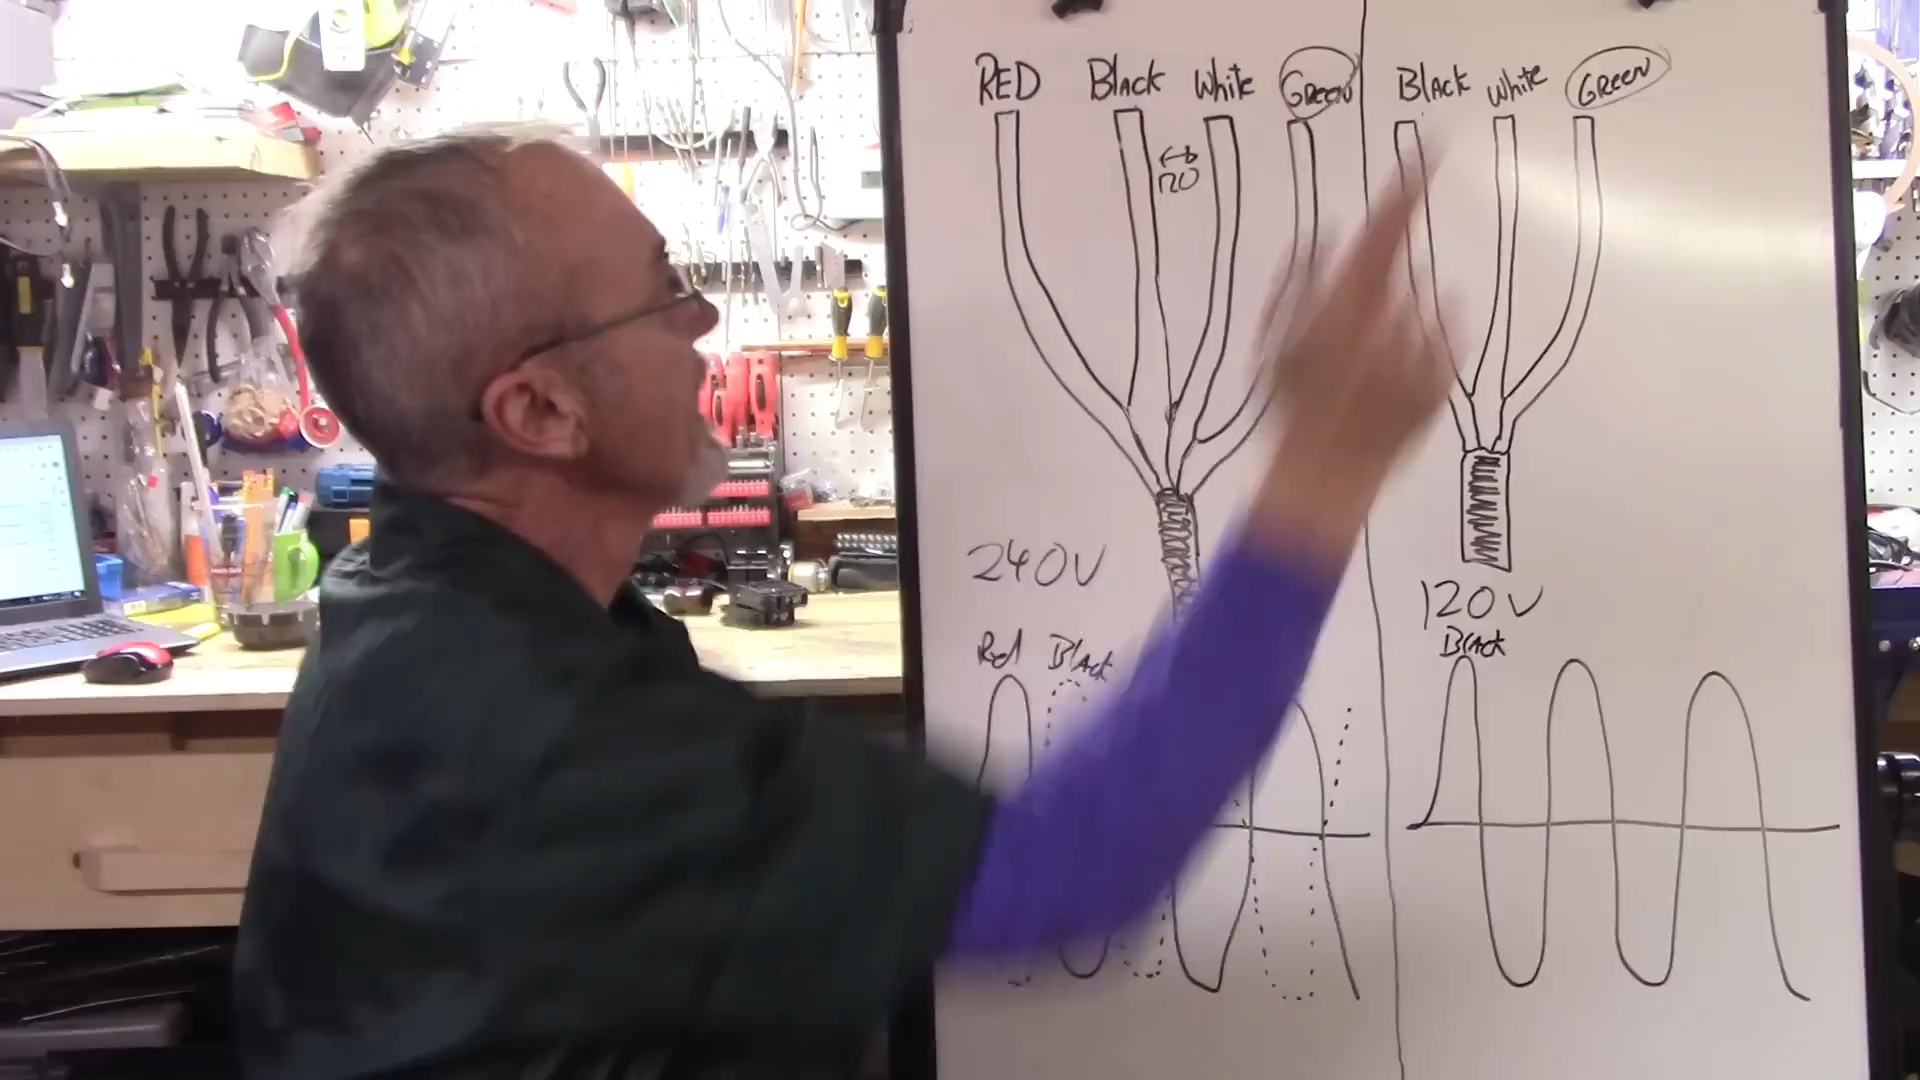 RED Black White GREEN
120
240V
Red Black
Black White GREEN
120V
Black